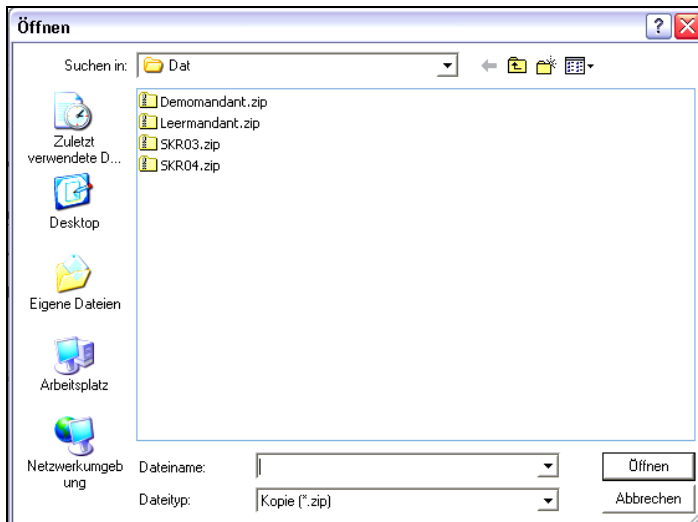 Öffnen
Suchen in:
Dat
Zuletzt
verwendete D...
Desktop
Eigene Dateien
Arbeitsplatz
Netzwerkumgeb
ung
Demomandant.zip
Leermandant.zip
SKR03.zip
SKR04.zip
Dateiname:
Öffnen
Dateityp:
Kopie (*.zip)
Abbrechen